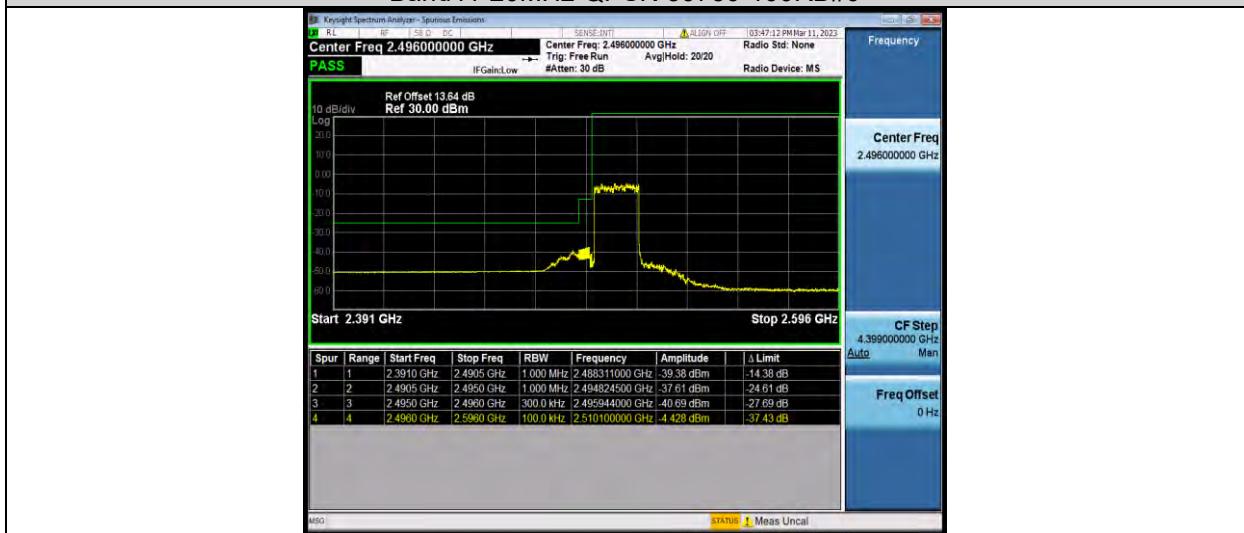 Keysight Spectrum Analyzer - Spurious Emissions
RL RF 50 Ω DC SENSE:INT ALIGN OFF 03:47:12 PM Mar 11, 2023
Center Freq 2.496000000 GHz
Center Freq: 2.496000000 GHz
Radio Std: None
Trig: Free Run Avg|Hold: 20/20
PASS
IFGain:Low
#Atten: 30 dB
Radio Device: MS
Frequency
Ref Offset 13.64 dB
10 dB/div Ref 30.00 dBm
Log
20.0
10.0
0.00
-10.0
-20.0
-30.0
-40.0
-50.0
-60.0
Start 2.391 GHz Stop 2.596 GHz
Center Freq
2.496000000 GHz
CF Step
4.399000000 GHz
Auto Man
Freq Offset
0 Hz
Spur Range Start Freq Stop Freq RBW Frequency Amplitude Δ Limit
1 1 2.3910 GHz 2.4905 GHz 1.000 MHz 2.488311000 GHz -39.38 dBm -14.38 dB
2 2 2.4905 GHz 2.4950 GHz 1.000 MHz 2.494824500 GHz -37.61 dBm -24.61 dB
3 3 2.4950 GHz 2.4960 GHz 300.0 kHz 2.495944000 GHz -40.69 dBm -27.69 dB
4 4 2.4960 GHz 2.5960 GHz 100.0 kHz 2.510100000 GHz -4.428 dBm -37.43 dB
MSG STATUS Meas Uncal